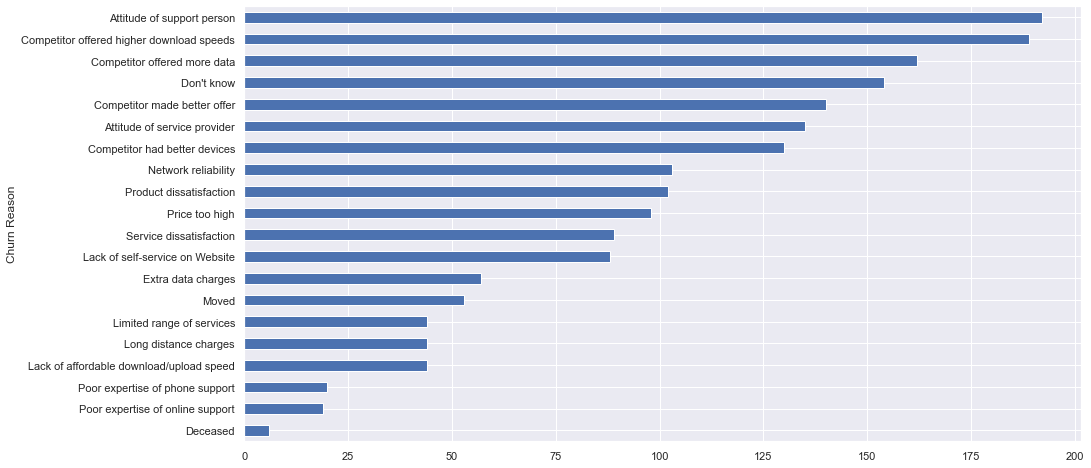 Attitude of support person
Competitor offered higher download speeds
Competitor offered more data
Don't know
Competitor made better offer
Attitude of service provider
Competitor had better devices
Network reliability
Product dissatisfaction
Price too high
Service dissatisfaction
Lack of self-service on Website
Extra data charges
Moved
Limited range of services
Long distance charges
Lack of affordable download/upload speed
Poor expertise of phone support
Poor expertise of online support
Deceased
Churn Reason
0 25 50 75 100 125 150 175 200